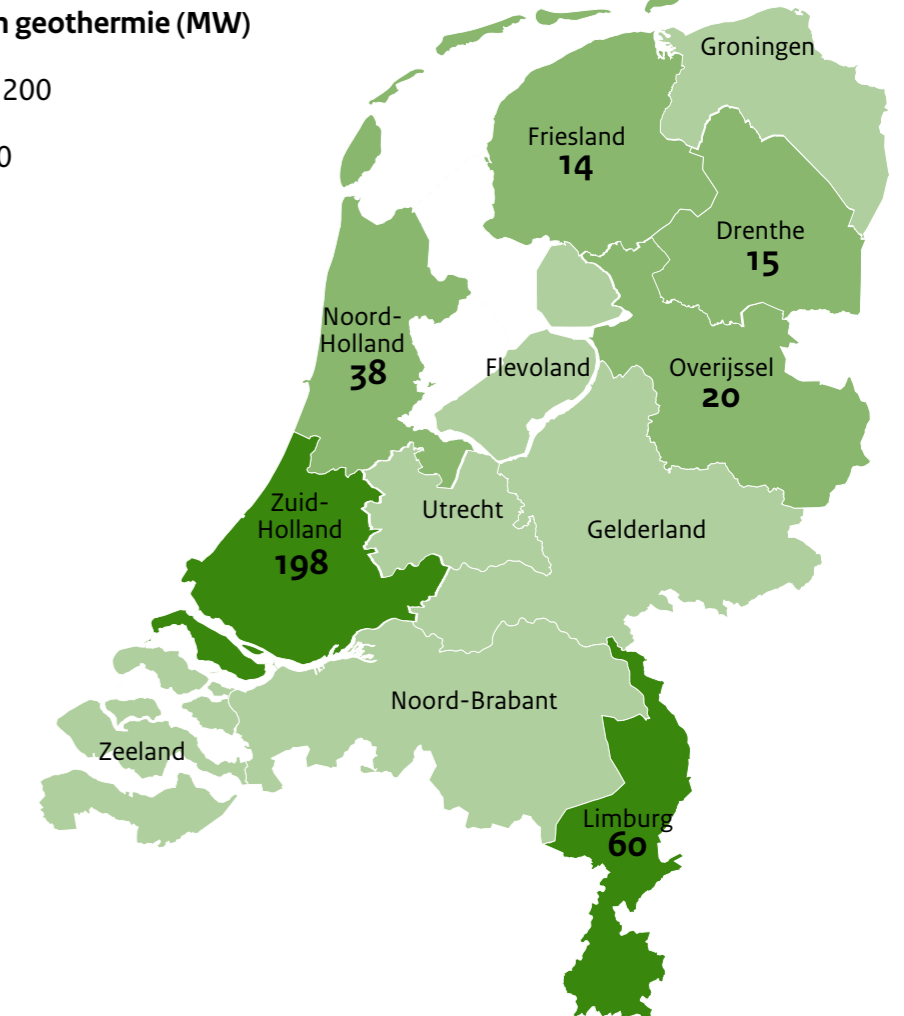 n geothermie (MW)
200
0
Groningen
Friesland
14
Drenthe
15
Noord-
Holland
38
Flevoland
Overijssel
20
Zuid-
Holland
198
Utrecht
Gelderland
Noord-Brabant
Zeeland
Limburg
60